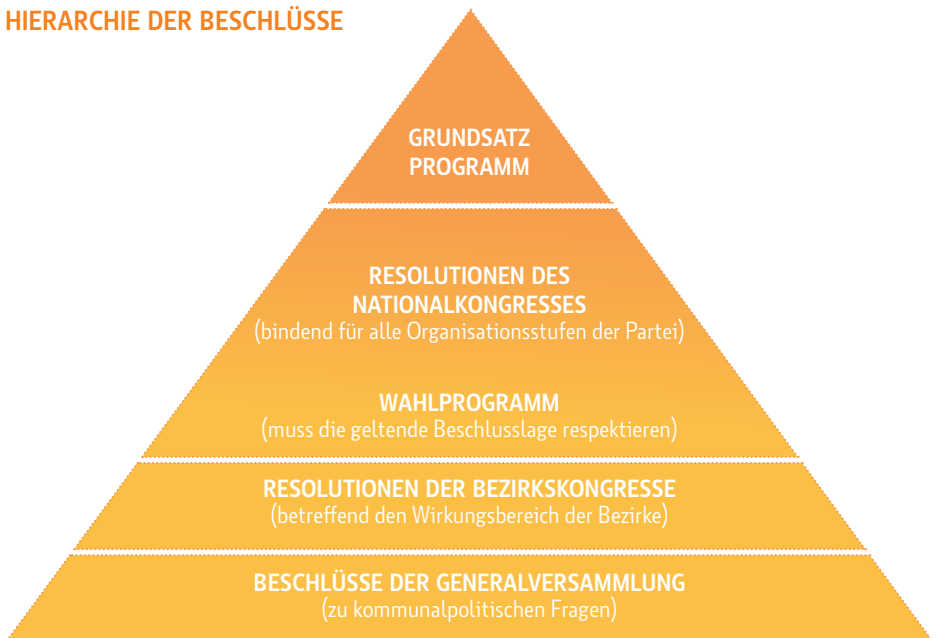 HIERARCHIE DER BESCHLÜSSE
GRUNDSATZ
PROGRAMM
RESOLUTIONEN DES
NATIONALKONGRESSES
(bindend für alle Organisationsstufen der Partei)
WAHLPROGRAMM
(muss die geltende Beschlusslage respektieren)
RESOLUTIONEN DER BEZIRKSKONGRESSE
(betreffend den Wirkungsbereich der Bezirke)
BESCHLÜSSE DER GENERALVERSAMMLUNG
(zu kommunalpolitischen Fragen)